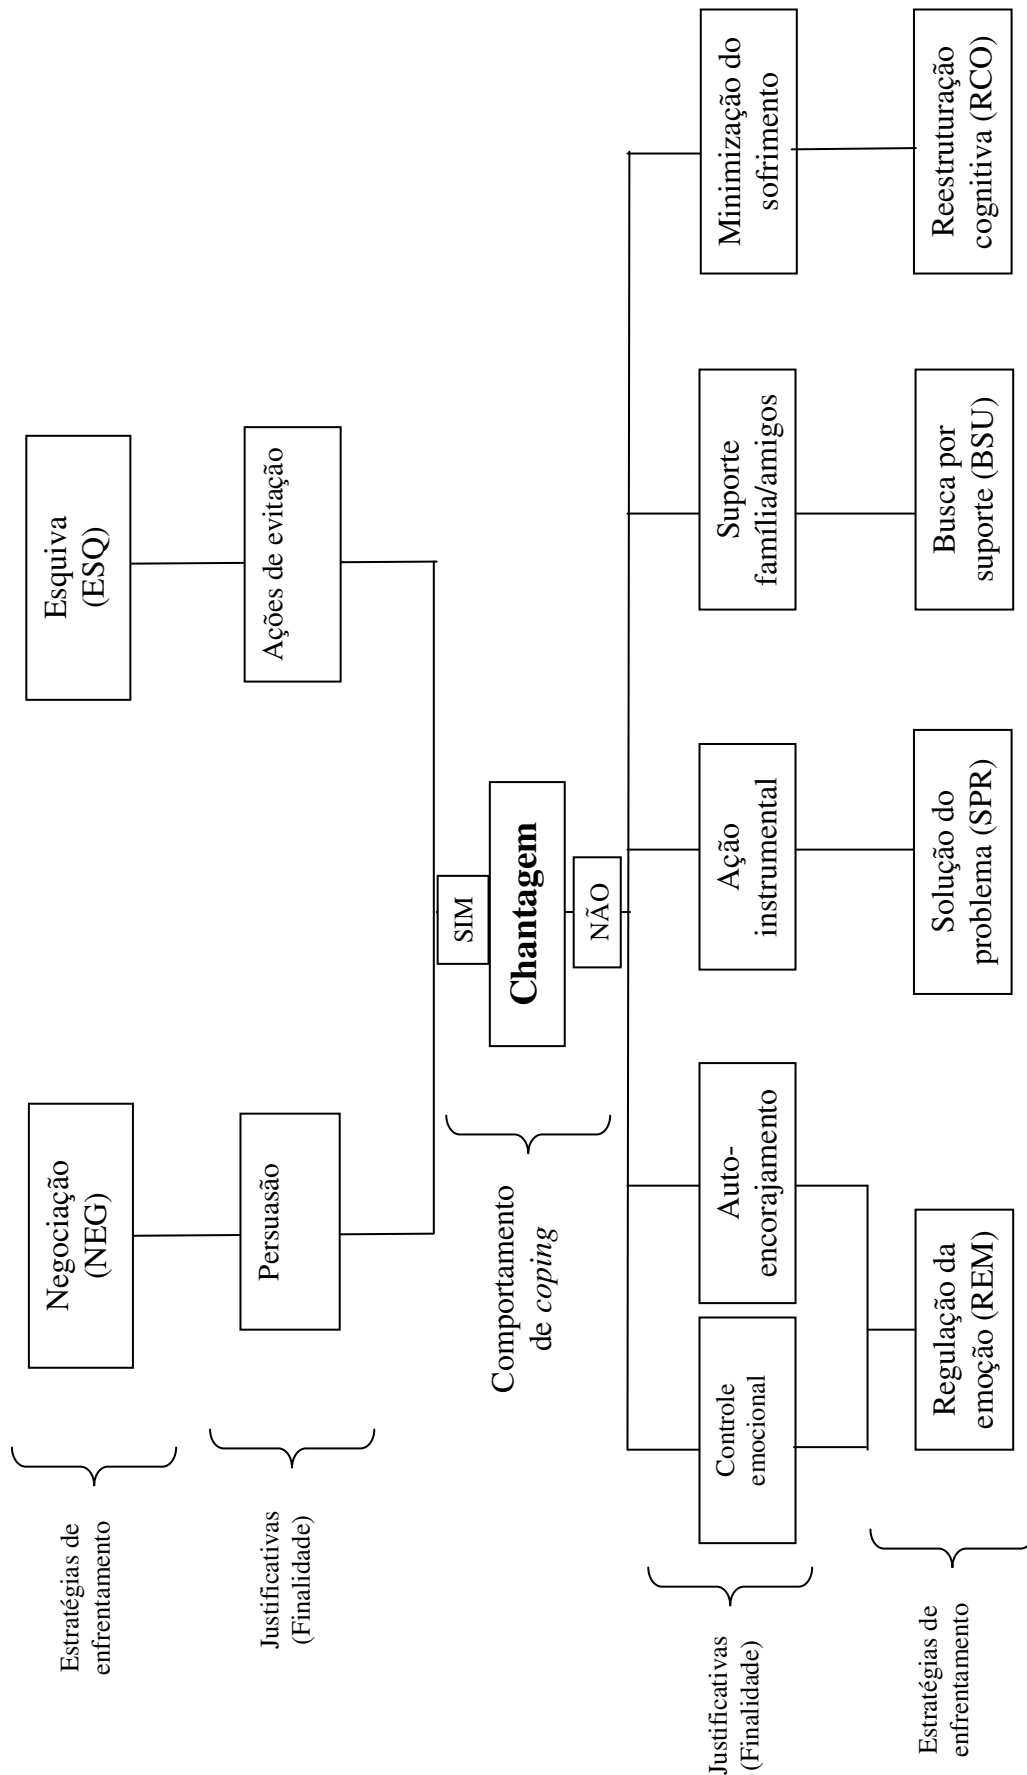 Estratégias de
enfrentamento
Negociação
(NEG)
Esquiva
(ESQ)
Justificativas
(Finalidade)
Persuasão
Ações de evitação
SIM
Comportamento
de coping
Chantagem
NÃO
Justificativas
(Finalidade)
Controle
emocional
Auto-
encorajamento
Ação
instrumental
Suporte
família/amigos
Minimização do
sofrimento
Estratégias de
enfrentamento
Regulação da
emoção (REM)
Solução do
problema (SPR)
Busca por
suporte (BSU)
Reestruturação
cognitiva (RCO)